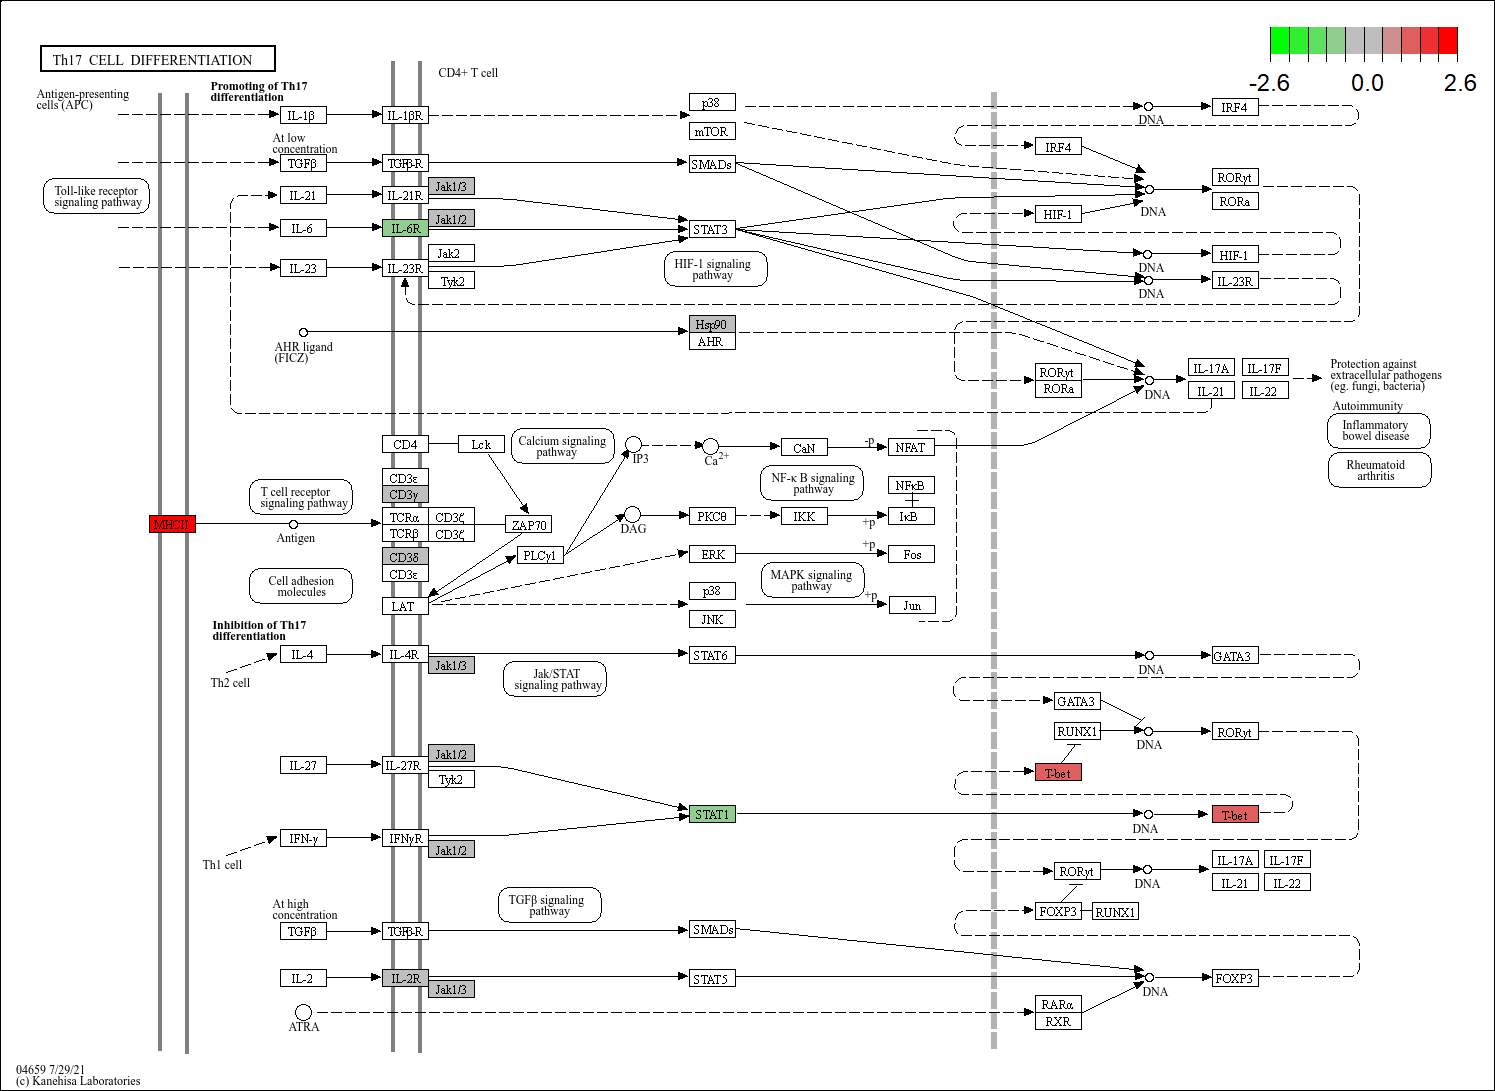 Th17 CELL DIFFERENTIATION
-2.6 0.0 2.6
CD4+ T cell
Antigen-presenting
cells (APC)
Promoting of Th17
differentiation
IL-1β
IL-1βR
p38
mTOR
DNA
IRF4
IRF4
At low
concentration
TGFβ
TGFβ-R
SMADs
Toll-like receptor
signaling pathway
IL-21
IL-21R
Jak1/3
RORγt
RORa
DNA
HIF-1
IL-6
IL-6R
Jak1/2
STAT3
IL-23
IL-23R
Jak2
Tyk2
HIF-1 signaling
pathway
DNA
HIF-1
DNA
IL-23R
AHR ligand
(FICZ)
Hsp90
AHR
RORγt
RORa
DNA
IL-17A
IL-17F
IL-21
IL-22
Protection against
extracellular pathogens
(eg. fungi, bacteria)
Autoimmunity
Inflammatory
bowel disease
Rheumatoid
arthritis
CD4
Lck
Calcium signaling
pathway
IP3
Ca2+
CaN
-p
NFAT
CD3ε
CD3γ
T cell receptor
signaling pathway
NF-κ B signaling
pathway
NFκB
MHCII
Antigen
TCRα
CD3ζ
TCRβ
CD3ζ
ZAP70
DAG
PKCθ
IKK
+p
IκB
CD3δ
CD3ε
PLCγ1
ERK
+p
Fos
Cell adhesion
molecules
MAPK signaling
pathway
LAT
p38
JNK
+p
Jun
Inhibition of Th17
differentiation
IL-4
IL-4R
Jak1/3
Th2 cell
Jak/STAT
signaling pathway
STAT6
DNA
GATA3
GATA3
RUNX1
DNA
RORγt
T-bet
IL-27
IL-27R
Jak1/2
Tyk2
STAT1
DNA
T-bet
IFN-γ
IFNγR
Jak1/2
Th1 cell
RORγt
DNA
IL-17A
IL-17F
IL-21
IL-22
FOXP3
RUNX1
At high
concentration
TGFβ
TGFβ-R
TGFβ signaling
pathway
SMADs
IL-2
IL-2R
Jak1/3
STAT5
DNA
FOXP3
ATRA
RARα
RXR
04659 7/29/21
(c) Kanehisa Laboratories